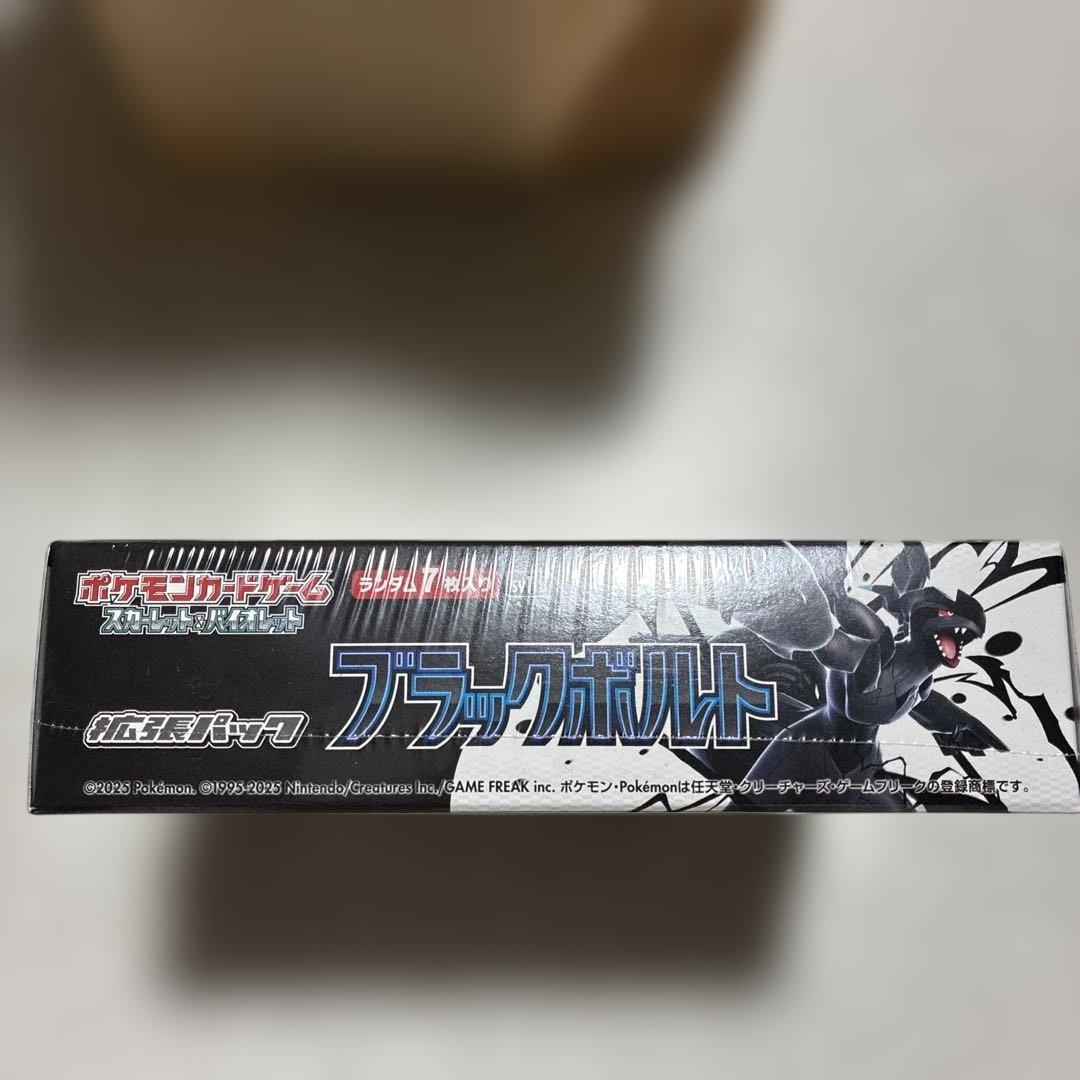 ポケモンカードゲーム
スカーレット&バイオレット
ランダム7枚入り
拡張パック
ブラックボルト
©2025 Pokémon. ©1995-2025 Nintendo/Creatures Inc./GAME FREAK inc. ポケモン・Pokémonは任天堂・クリーチャーズ・ゲームフリークの登録商標です。